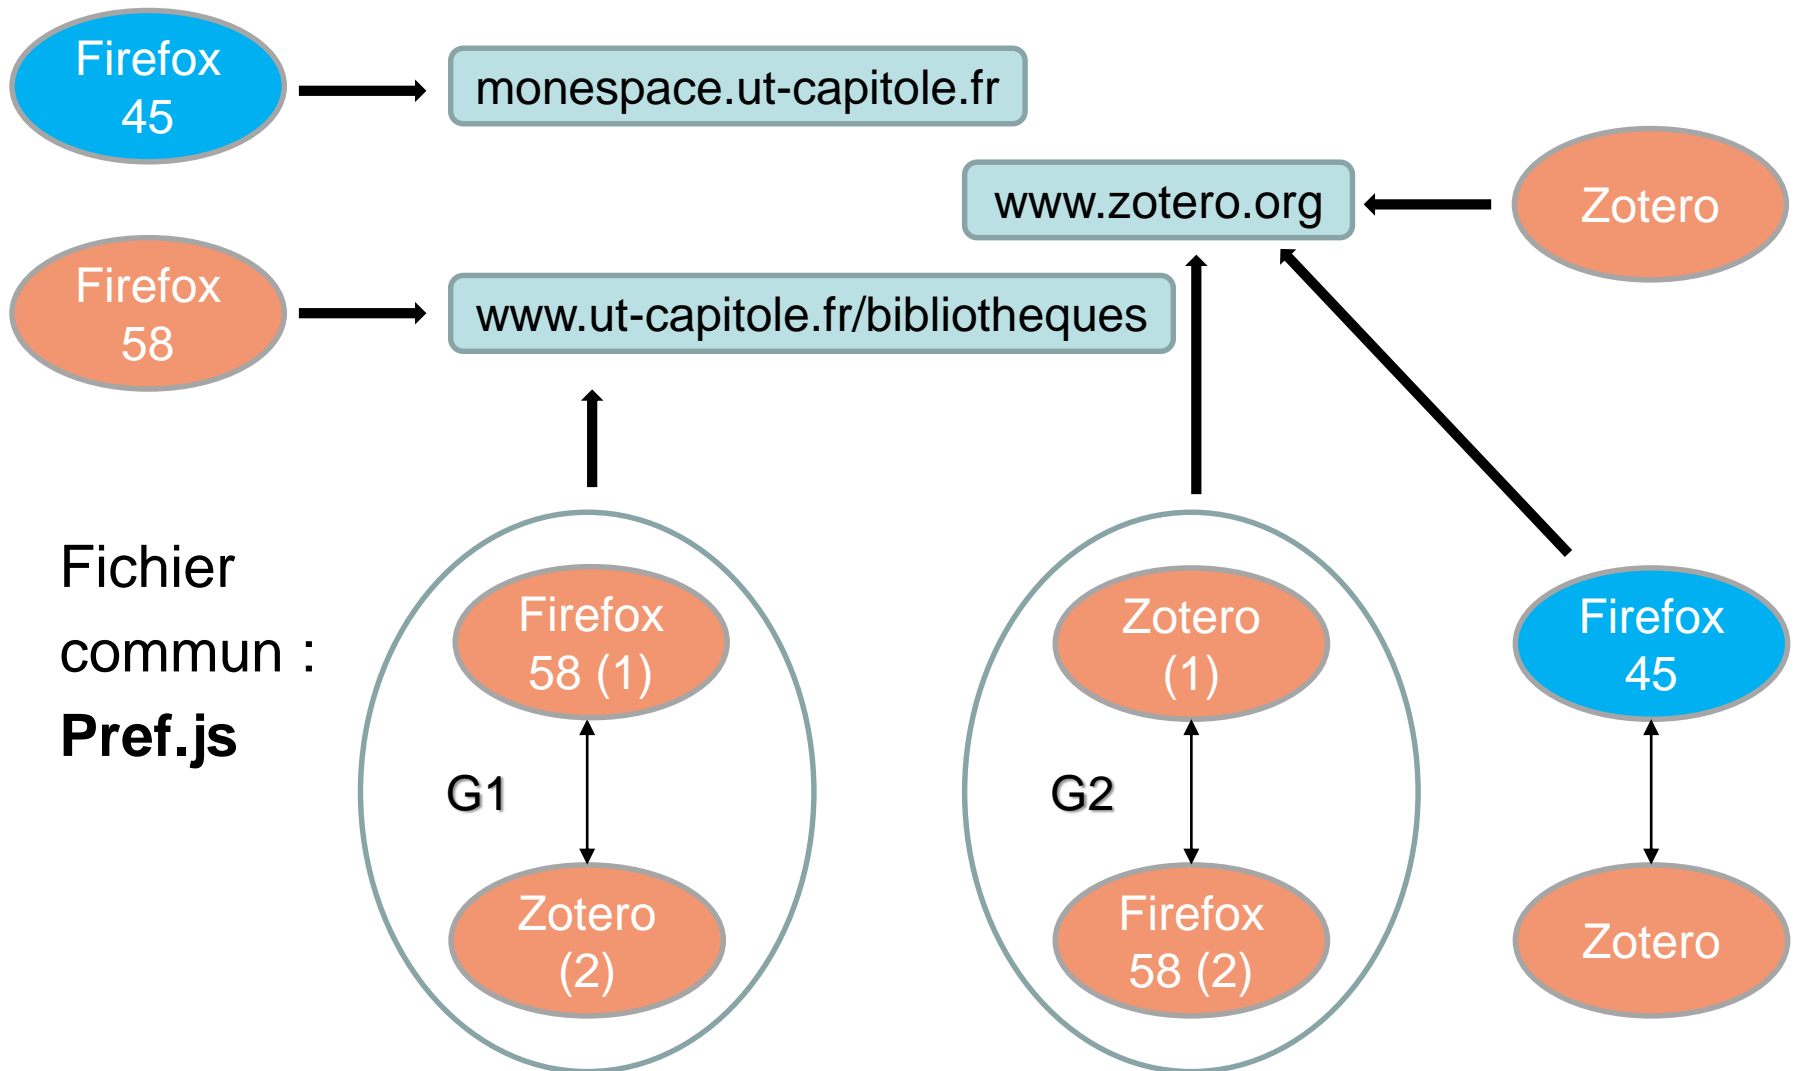 Firefox
45
monespace.ut-capitole.fr
www.zotero.org
Zotero
Firefox
58
www.ut-capitole.fr/bibliotheques
Fichier
commun :
Pref.js
Firefox
58 (1)
G1
Zotero
(2)
Zotero
(1)
G2
Firefox
58 (2)
Firefox
45
Zotero